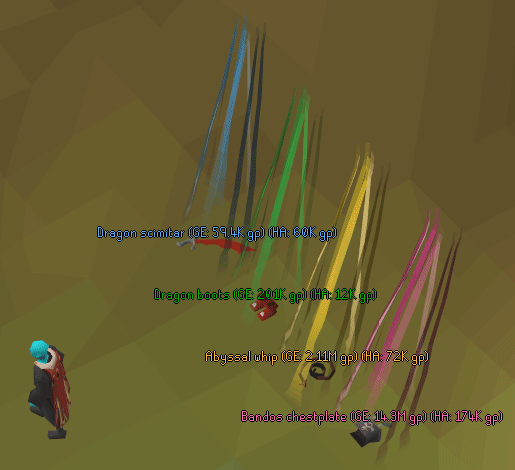 Dragon scimitar (GE: 59.4K gp) (HA: 60K gp)
Dragon boots (GE: 201K gp) (HA: 12K gp)
Abyssal whip (GE: 2.11M gp) (HA: 72K gp)
Bandos chestplate (GE: 14.3M gp) (HA: 174K gp)